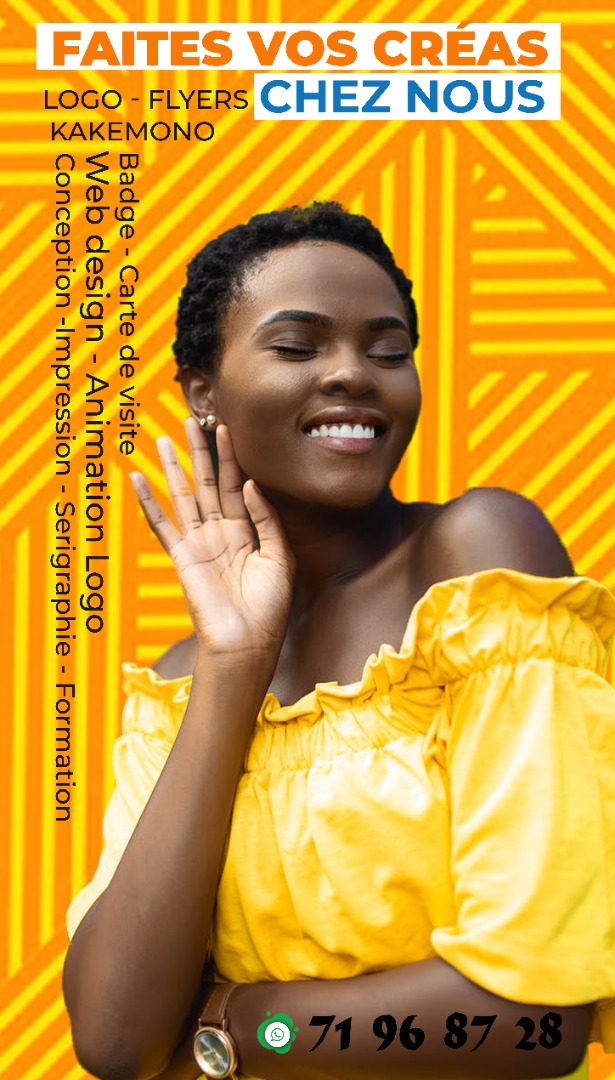 FAITES VOS CRÉAS
CHEZ NOUS
LOGO - FLYERS
KAKEMONO
Badge - Carte de visite
Web design - Animation Logo
Conception -Impression - Serigraphie - Formation
71 96 87 28